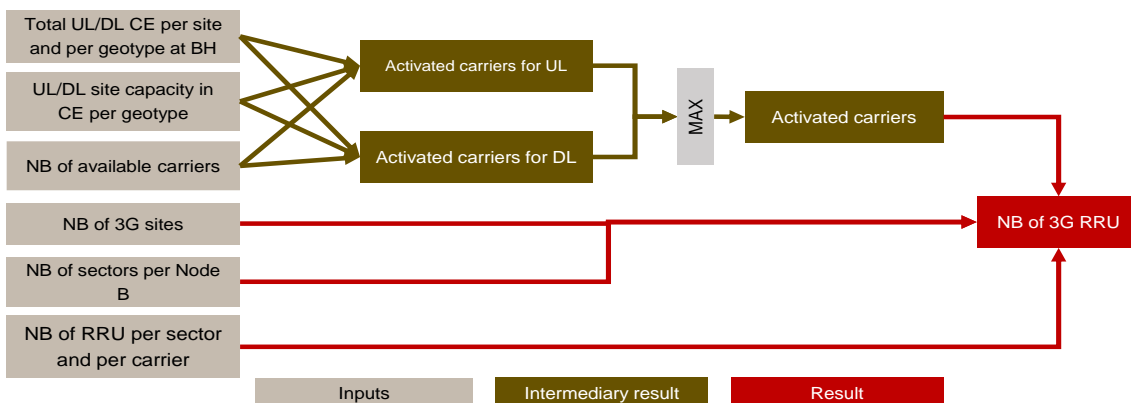 Total UL/DL CE per site
and per geotype at BH
UL/DL site capacity in
CE per geotype
NB of available carriers
NB of 3G sites
NB of sectors per Node
B
NB of RRU per sector
and per carrier
Activated carriers for UL
Activated carriers for DL
MAX
Activated carriers
NB of 3G RRU
Inputs
Intermediary result
Result